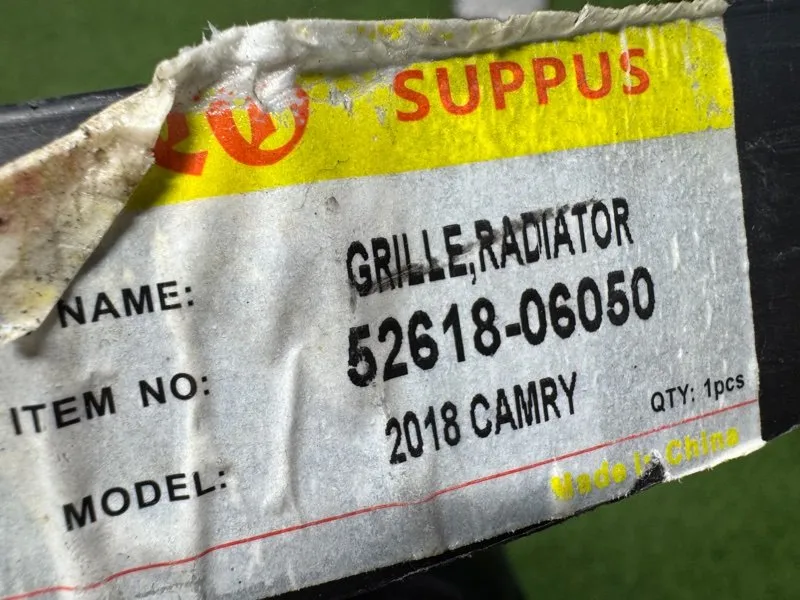 SUPPUS
NAME: GRILLE,RADIATOR
ITEM NO: 52618-06050
MODEL: 2018 CAMRY QTY: 1pcs
Made in China